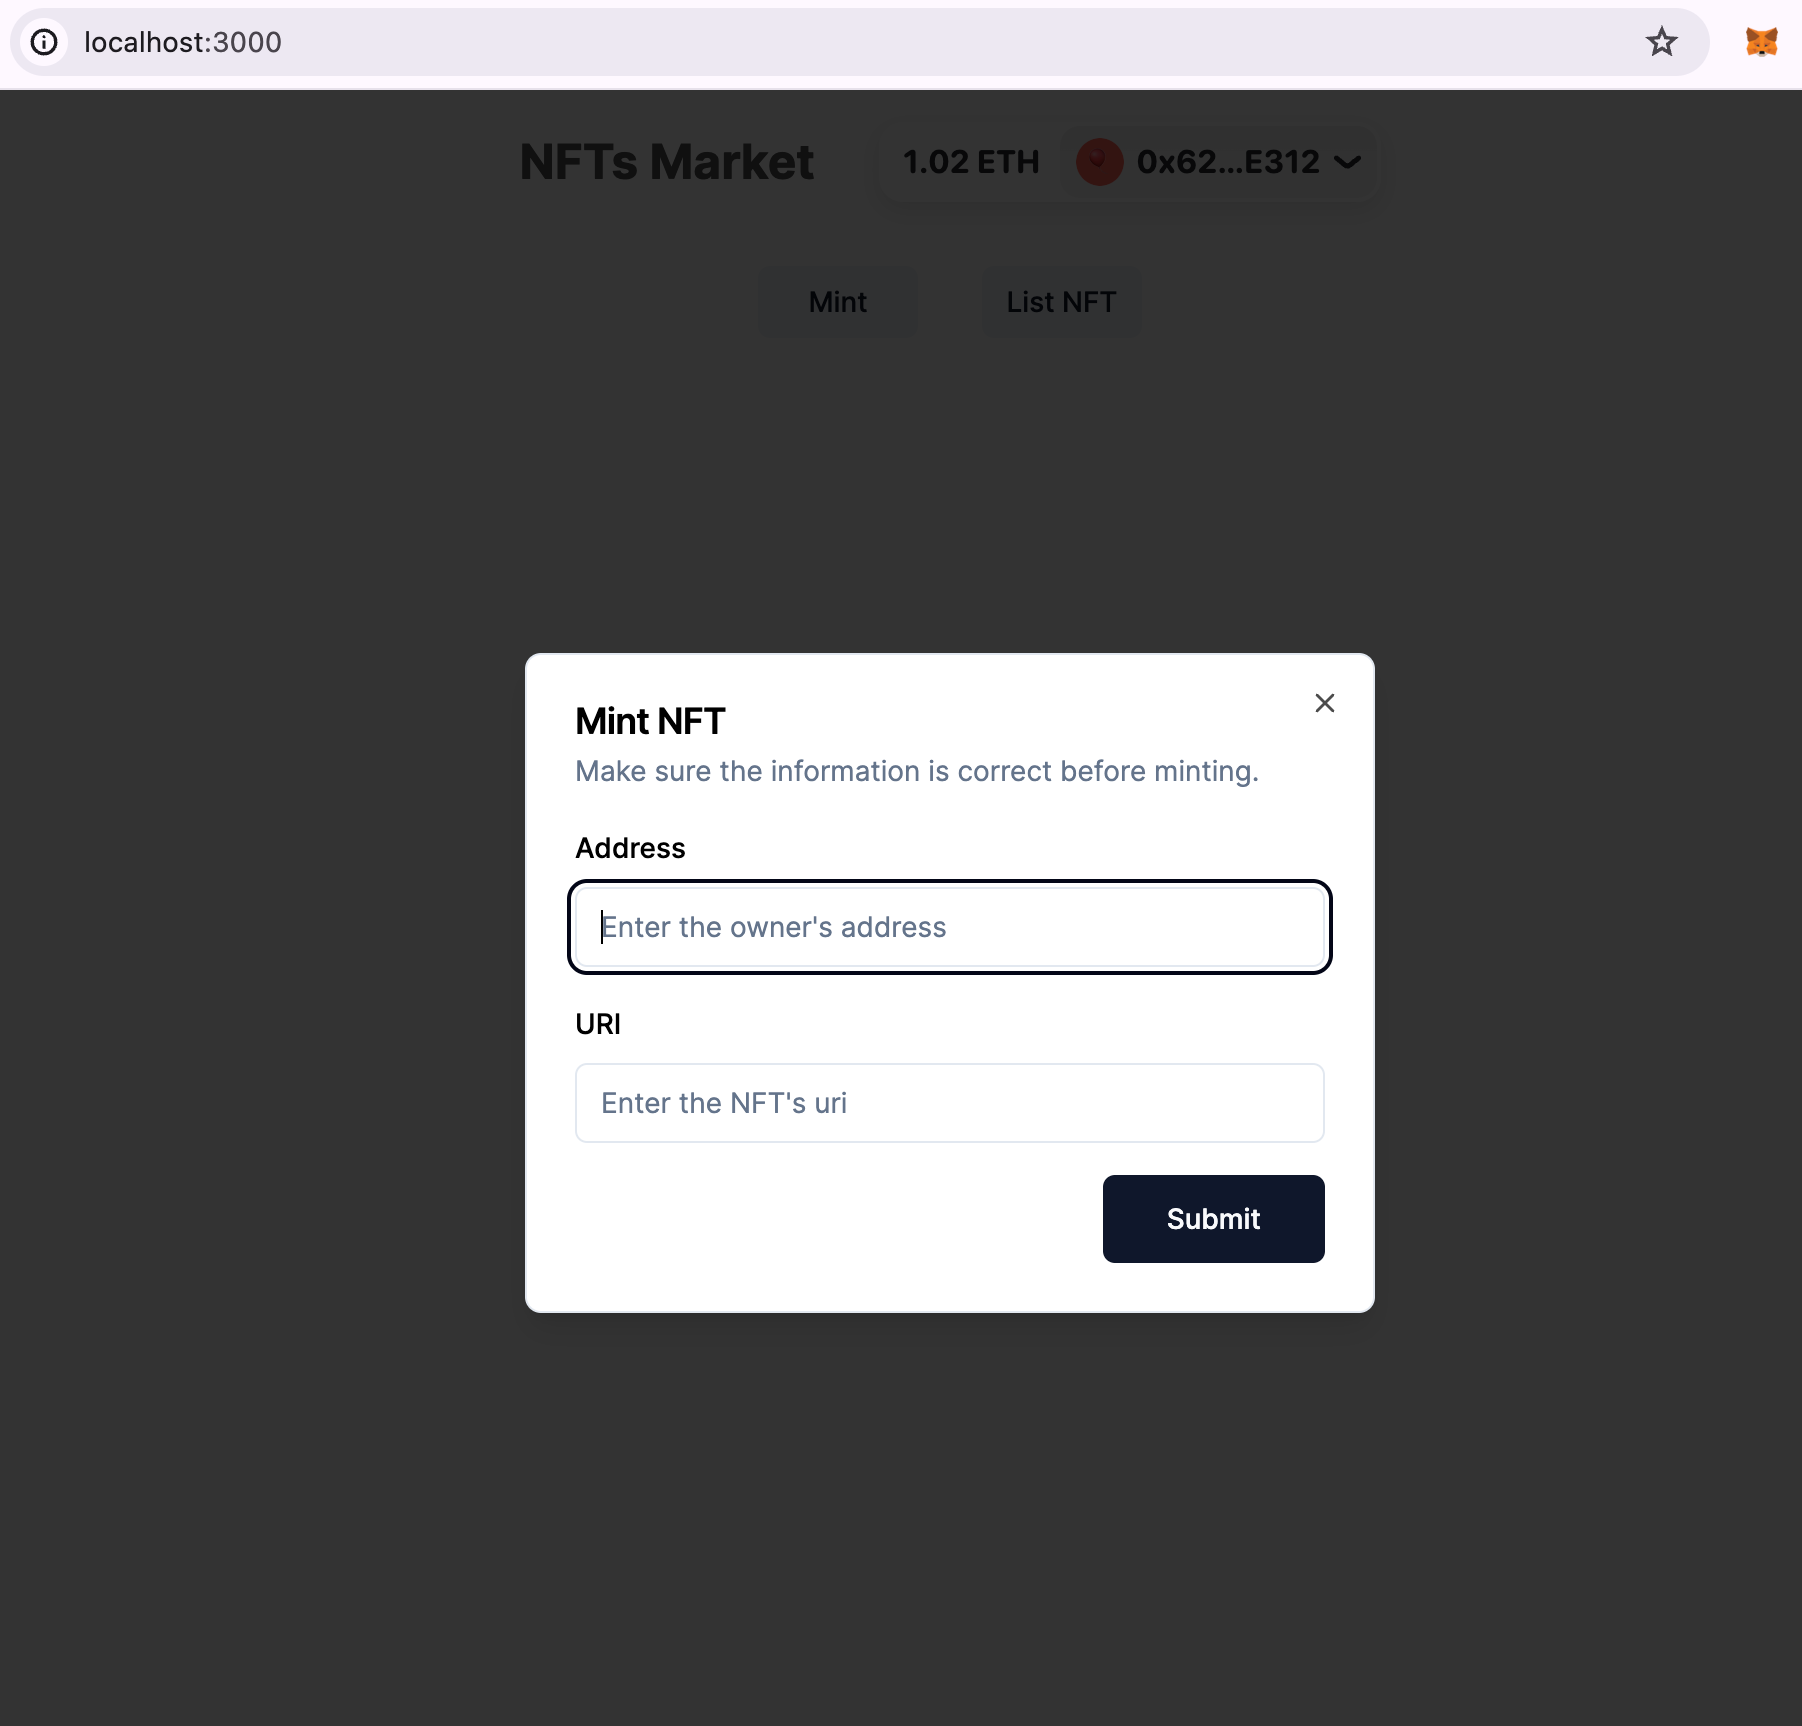 localhost:3000
NFTs Market
1.02 ETH 0x62...E312
Mint List NFT
Mint NFT
Make sure the information is correct before minting.
Address
Enter the owner's address
URI
Enter the NFT's uri
Submit